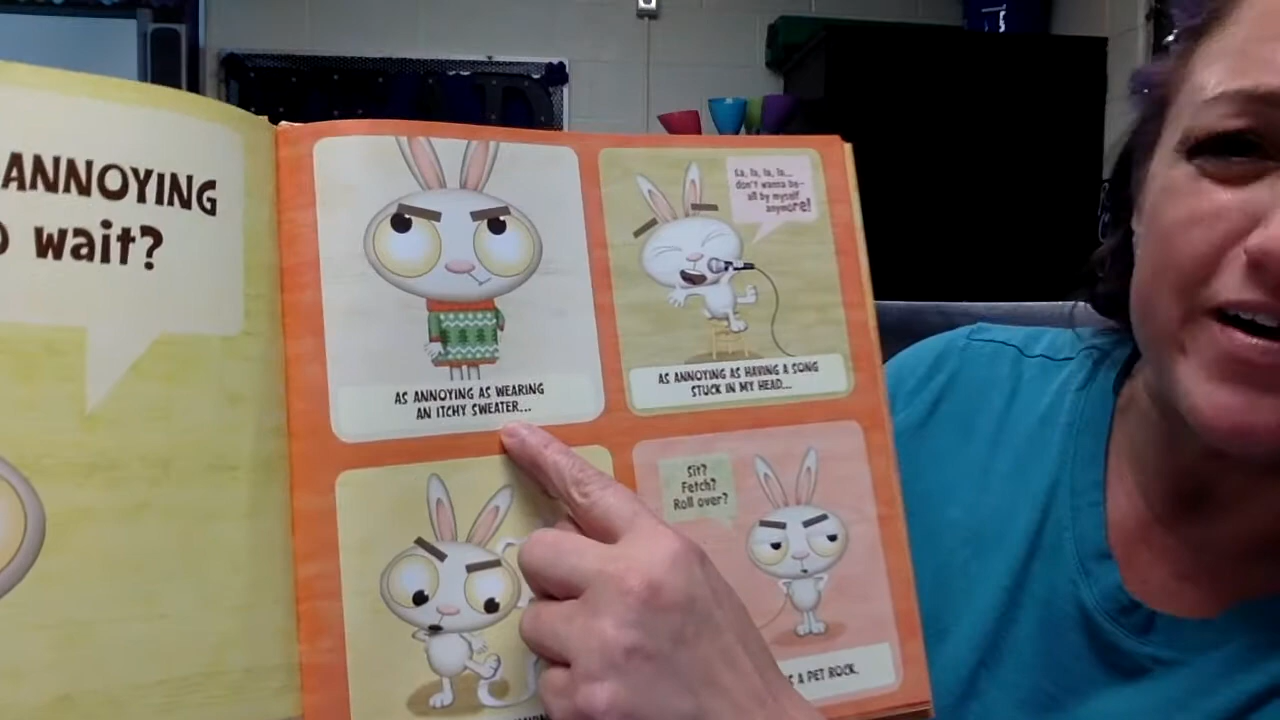 ANNOYING
wait?
AS ANNOYING AS WEARING
AN ITCHY SWEATER...
La, la, la, la...
don't wanna be—
all by myself
anymore!
AS ANNOYING AS HAVING A SONG
STUCK IN MY HEAD...
Sit?
Fetch?
Roll over?
A PET ROCK.